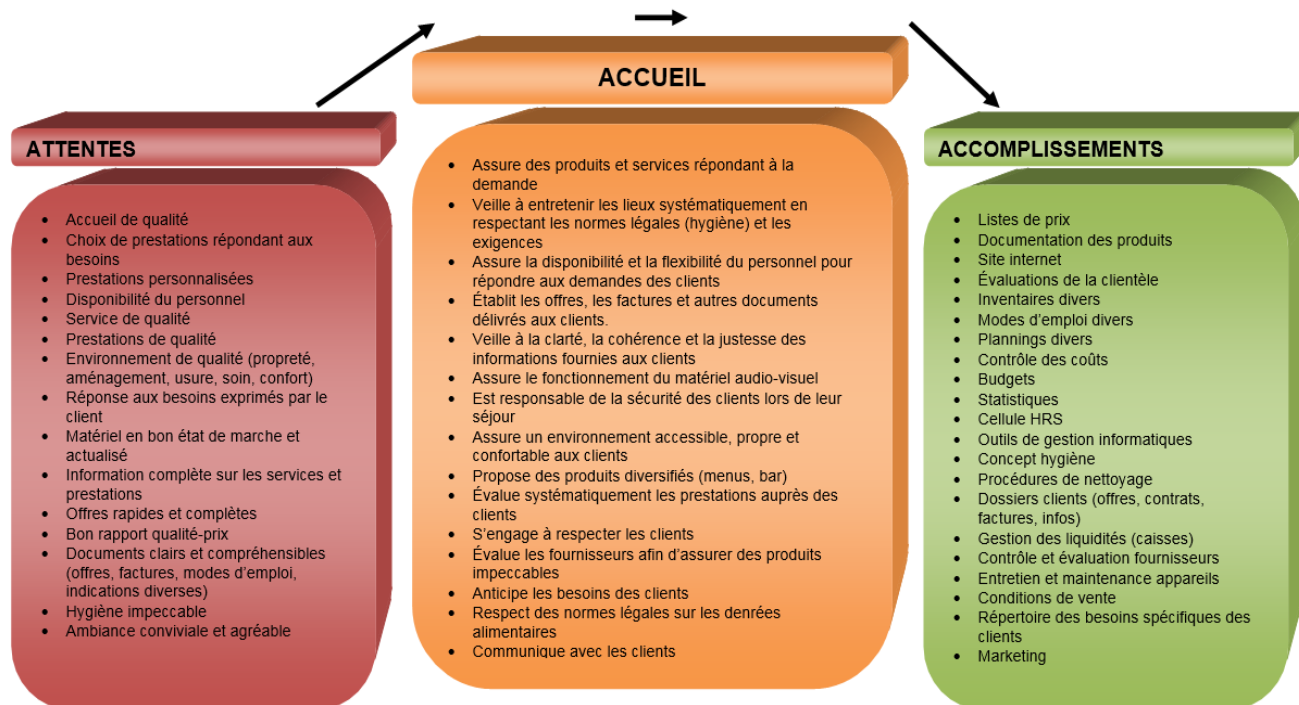 ACCUEIL
ATTENTES
• Accueil de qualité
• Choix de prestations répondant aux
besoins
• Prestations personnalisées
• Disponibilité du personnel
• Service de qualité
• Prestations de qualité
• Environnement de qualité (propreté,
aménagement, usure, soin, confort)
• Réponse aux besoins exprimés par le
client
• Matériel en bon état de marche et
actualisé
• Information complète sur les services et
prestations
• Offres rapides et complètes
• Bon rapport qualité-prix
• Documents clairs et compréhensibles
(offres, factures, modes d’emploi,
indications diverses)
• Hygiène impeccable
• Ambiance conviviale et agréable
• Assure des produits et services répondant à la
demande
• Veille à entretenir les lieux systématiquement en
respectant les normes légales (hygiène) et les
exigences
• Assure la disponibilité et la flexibilité du personnel pour
répondre aux demandes des clients
• Établit les offres, les factures et autres documents
délivrés aux clients.
• Veille à la clarté, la cohérence et la justesse des
informations fournies aux clients
• Assure le fonctionnement du matériel audio-visuel
• Est responsable de la sécurité des clients lors de leur
séjour
• Assure un environnement accessible, propre et
confortable aux clients
• Propose des produits diversifiés (menus, bar)
• Évalue systématiquement les prestations auprès des
clients
• S’engage à respecter les clients
• Évalue les fournisseurs afin d’assurer des produits
impeccables
• Anticipe les besoins des clients
• Respect des normes légales sur les denrées
alimentaires
• Communique avec les clients
ACCOMPLISSEMENTS
• Listes de prix
• Documentation des produits
• Site internet
• Évaluations de la clientèle
• Inventaires divers
• Modes d’emploi divers
• Plannings divers
• Contrôle des coûts
• Budgets
• Statistiques
• Cellule HRS
• Outils de gestion informatiques
• Concept hygiène
• Procédures de nettoyage
• Dossiers clients (offres, contrats,
factures, infos)
• Gestion des liquidités (caisses)
• Contrôle et évaluation fournisseurs
• Entretien et maintenance appareils
• Conditions de vente
• Répertoire des besoins spécifiques des
clients
• Marketing